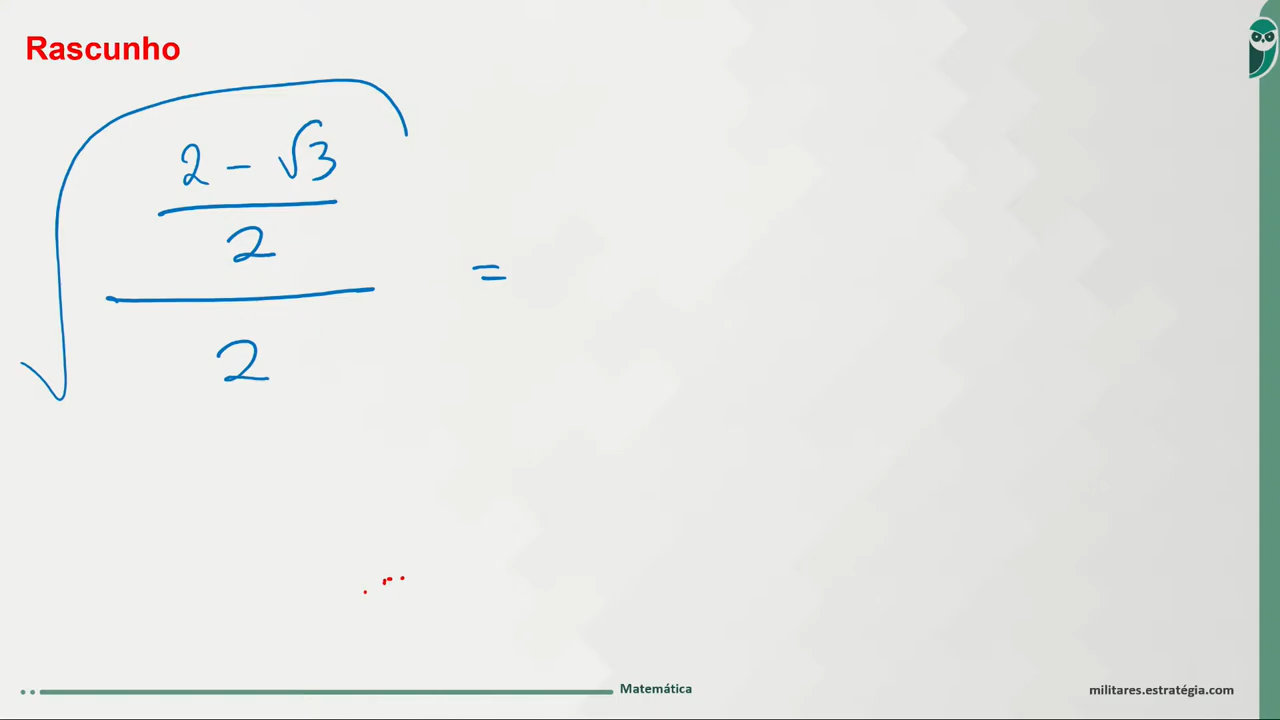 Rascunho
2 - √3
2
=
2
Matemática
militares.estratégia.com